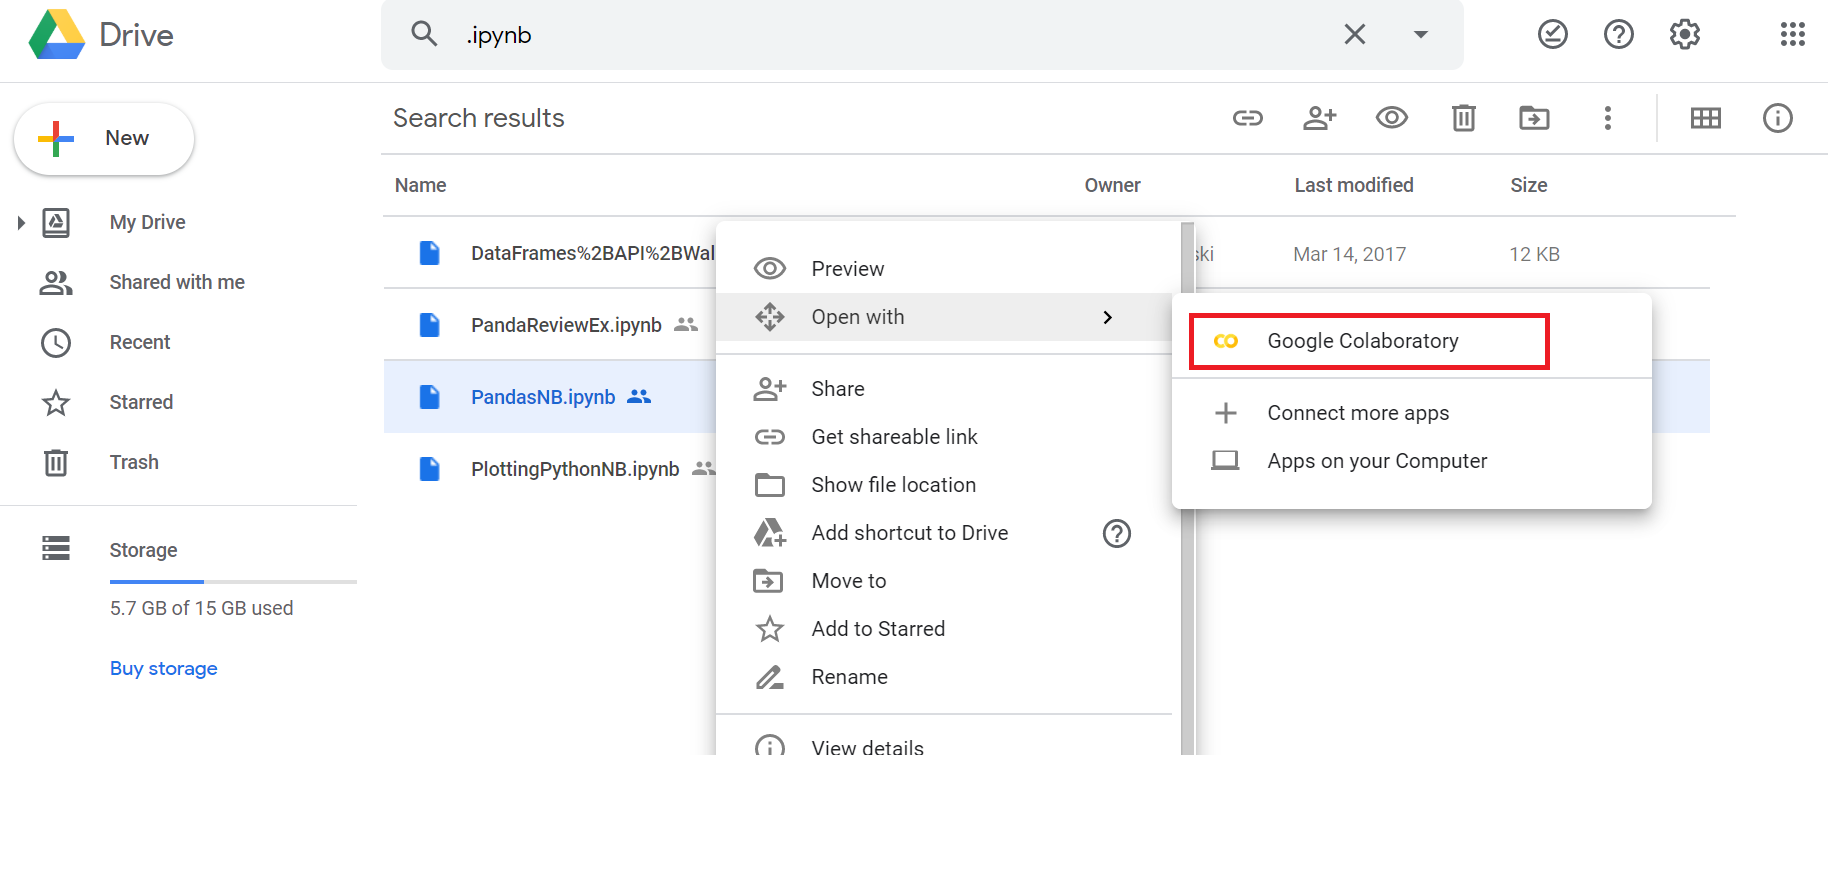 Drive
.ipynb
New
Search results
Name Owner Last modified Size
My Drive
Shared with me
Recent
Starred
Trash
Storage
5.7 GB of 15 GB used
Buy storage
DataFrames%2BAPI%2BWal ski Mar 14, 2017 12 KB
PandaReviewEx.ipynb
PandasNB.ipynb
PlottingPythonNB.ipynb
Preview
Open with
Share
Get shareable link
Show file location
Add shortcut to Drive
Move to
Add to Starred
Rename
View details
Google Colaboratory
Connect more apps
Apps on your Computer